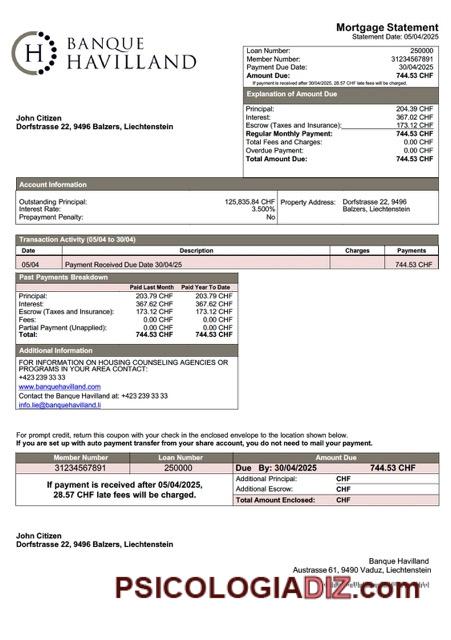 Mortgage Statement
Statement Date: 05/04/2025
H
BANQUE
HAVILLAND
Loan Number: 250000
Member Number: 31234567891
Payment Due Date: 30/04/2025
Amount Due: 744.53 CHF
If payment is received after 30/04/2025, 28.57 CHF late fees will be charged.
Explanation of Amount Due
Principal: 204.39 CHF
Interest: 367.02 CHF
Escrow (Taxes and Insurance): 173.12 CHF
Regular Monthly Payment: 744.53 CHF
Total Fees and Charges: 0.00 CHF
Overdue Payment: 0.00 CHF
Total Amount Due: 744.53 CHF
John Citizen
Dorfstrasse 22, 9496 Balzers, Liechtenstein
Account Information
Outstanding Principal: 125,835.84 CHF
Interest Rate: 3.500%
Prepayment Penalty: No
Property Address: Dorfstrasse 22, 9496
Balzers, Liechtenstein
Transaction Activity (05/04 to 30/04)
Date Description Charges Payments
05/04 Payment Received Due Date 30/04/25 744.53 CHF
Past Payments Breakdown
Paid Last Month Paid Year To Date
Principal: 203.79 CHF 203.79 CHF
Interest: 367.62 CHF 367.62 CHF
Escrow (Taxes and Insurance): 173.12 CHF 173.12 CHF
Fees: 0.00 CHF 0.00 CHF
Partial Payment (Unapplied): 0.00 CHF 0.00 CHF
Total: 744.53 CHF 744.53 CHF
Additional Information
FOR INFORMATION ON HOUSING COUNSELING AGENCIES OR
PROGRAMS IN YOUR AREA CONTACT:
+423 239 33 33
www.banquehavilland.com
Contact the Banque Havilland at: +423 239 33 33
info.lie@banquehavilland.li
For prompt credit, return this coupon with your check in the enclosed envelope to the location shown below.
If you are set up with auto payment transfer from your share account, you do not need to mail your payment.
Member Number Loan Number Amount Due
31234567891 250000 Due By: 30/04/2025 744.53 CHF
If payment is received after 05/04/2025,
28.57 CHF late fees will be charged.
Additional Principal: CHF
Additional Escrow: CHF
Total Amount Enclosed: CHF
John Citizen
Dorfstrasse 22, 9496 Balzers, Liechtenstein
Banque Havilland
Austrasse 61, 9490 Vaduz, Liechtenstein
PSICOLOGIADIZ.com